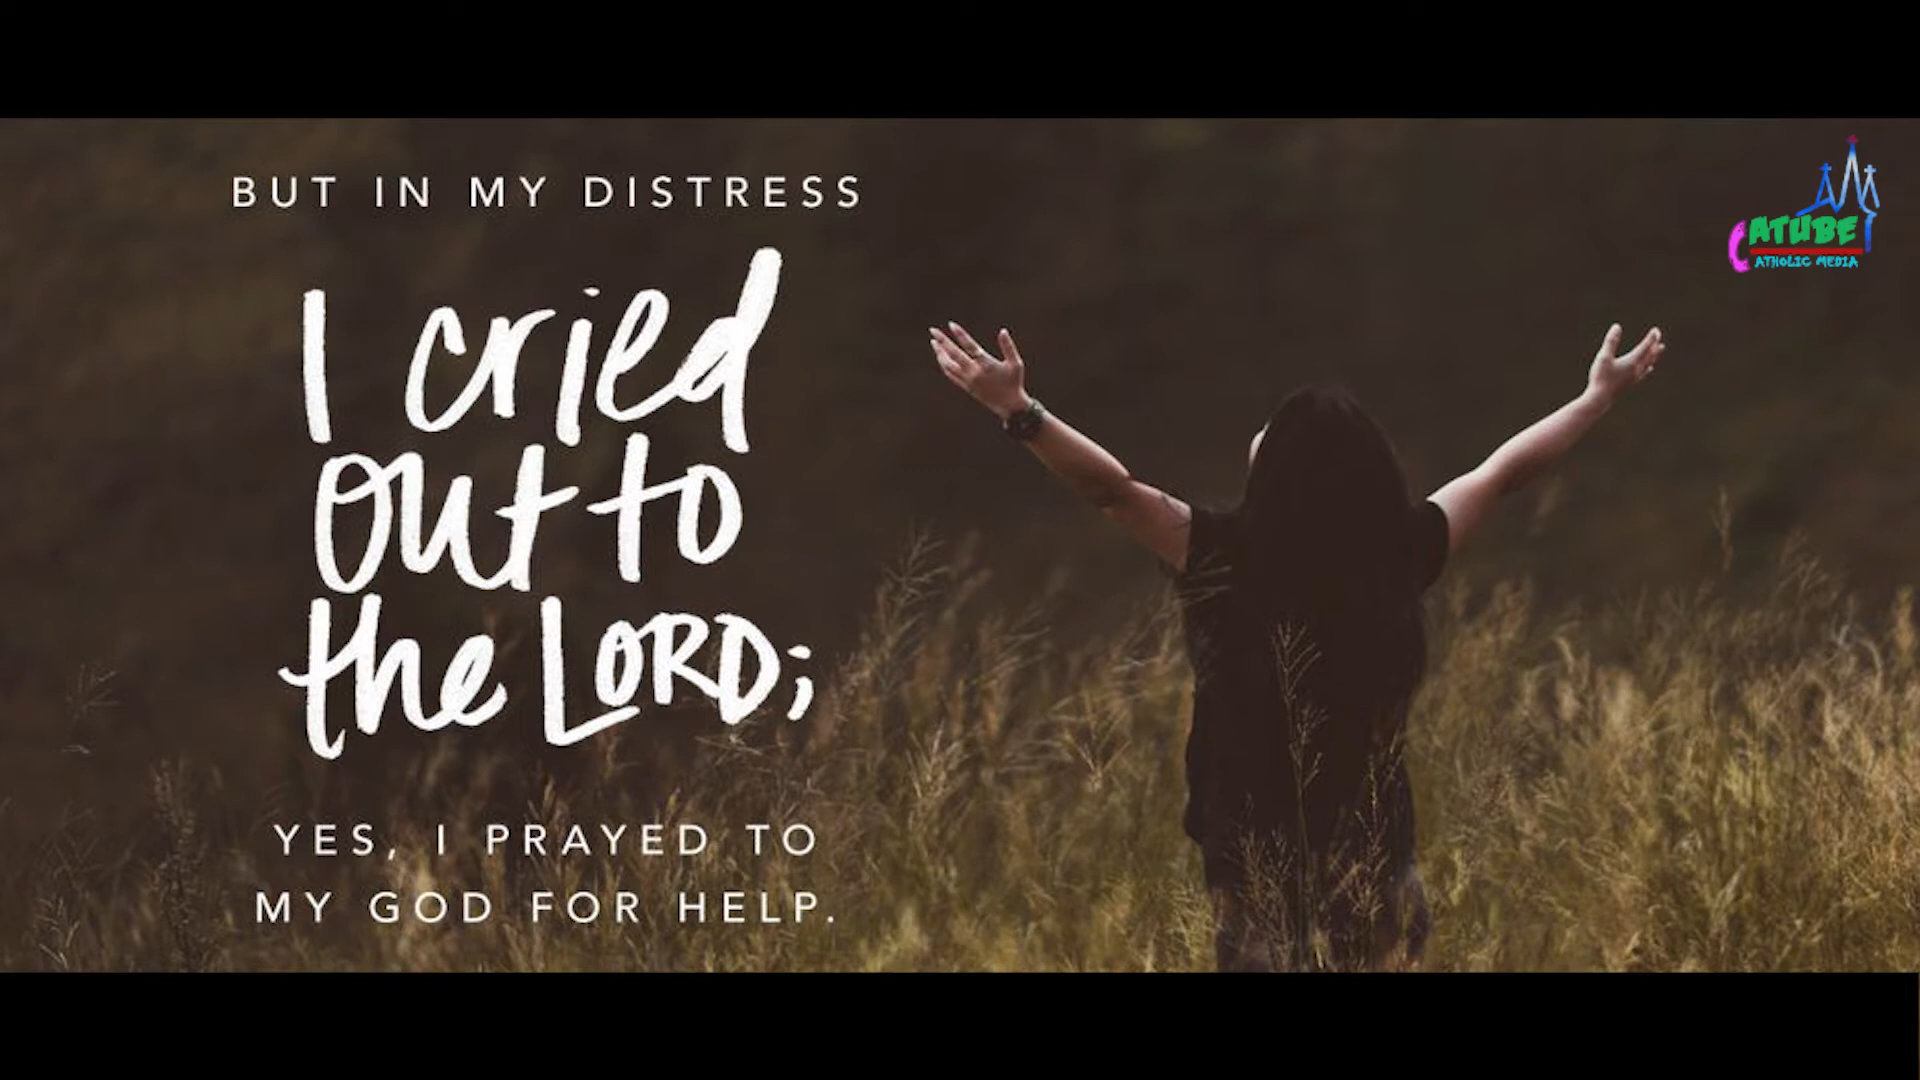 BUT IN MY DISTRESS
I cried
out to
the LORD;
YES, I PRAYED TO
MY GOD FOR HELP.
CATUBE
CATHOLIC MEDIA